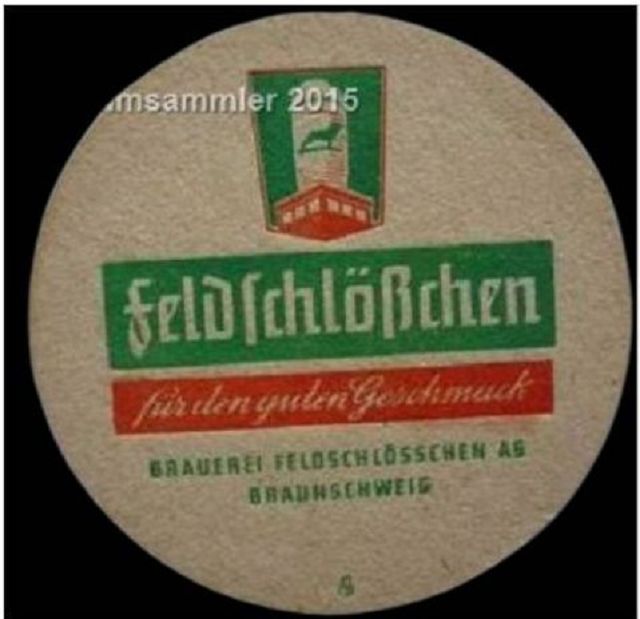 msammler 2015
Feldschlößchen
für den guten Geschmack
BRAUEREI FELDSCHLÖSSCHEN AG
BRAUNSCHWEIG